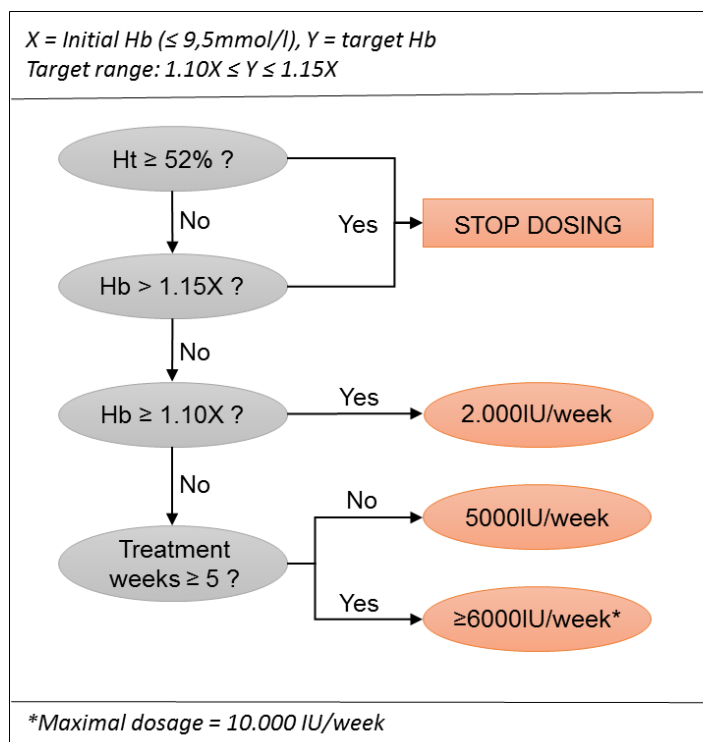 X = Initial Hb (≤ 9,5mmol/l), Y = target Hb
Target range: 1.10X ≤ Y ≤ 1.15X
Ht ≥ 52% ?
No
Yes
STOP DOSING
Hb > 1.15X ?
No
Hb ≥ 1.10X ?
Yes
2.000IU/week
No
Treatment
weeks ≥ 5 ?
No
5000IU/week
Yes
≥6000IU/week*
*Maximal dosage = 10.000 IU/week